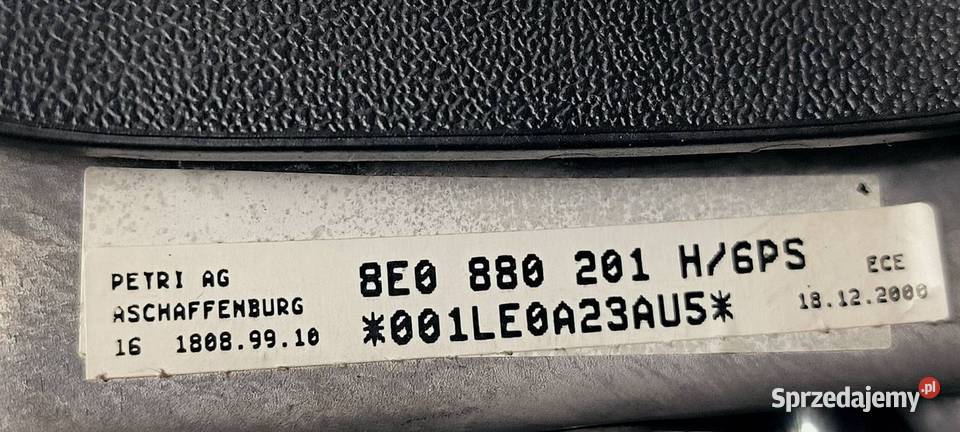 PETRI AG
ASCHAFFENBURG
16 1808.99.10
8E0 880 201 H/6PS
*001LE0A23AU5*
ECE
18.12.2000
Sprzedajemy.pl